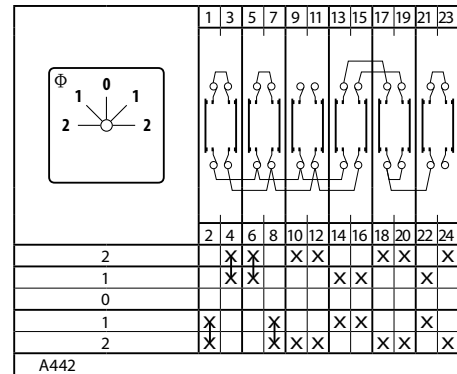 1 3 5 7 9 11 13 15 17 19 21 23
Φ
0
1 1
2 2
2 4 6 8 10 12 14 16 18 20 22 24
2 X X X X X X X
1 X X X X X
0
1 X X X X X
2 X X X X X X X
A442